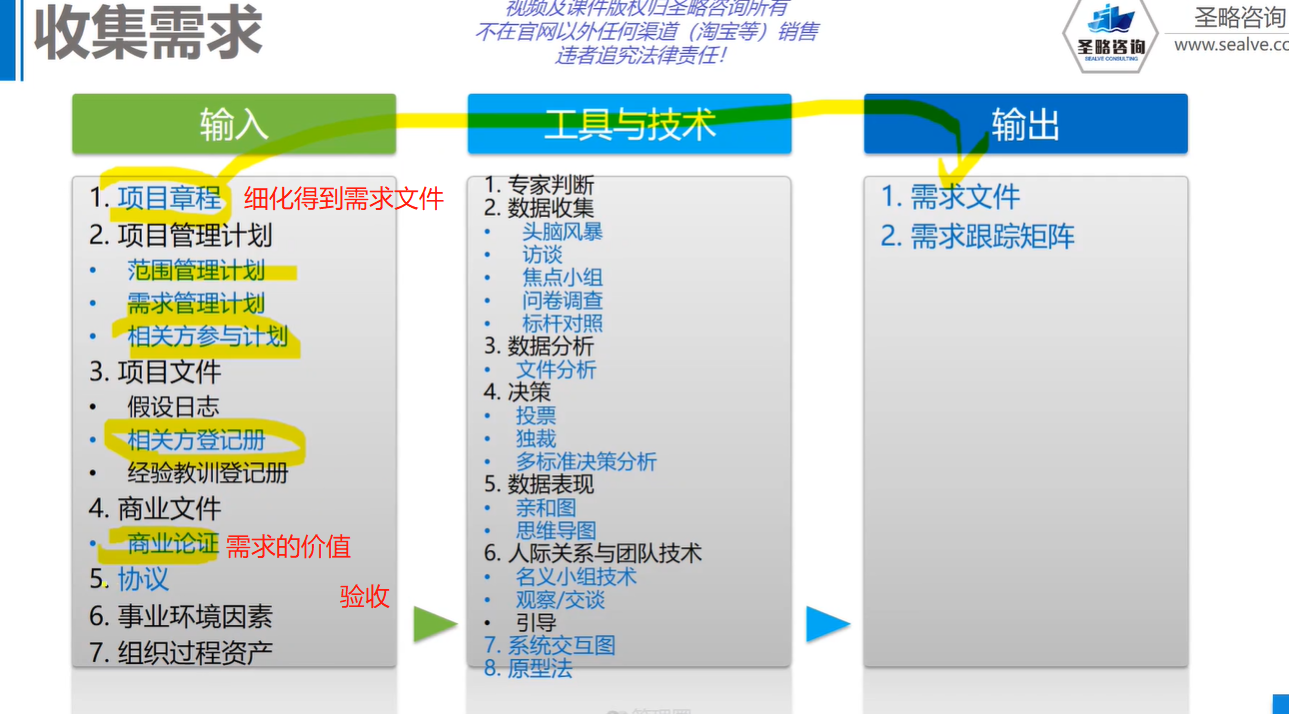 收集需求
视频及课件版权归圣略咨询所有
不在官网以外任何渠道（淘宝等）销售
违者追究法律责任！
圣略咨询
SEALVE CONSULTING
圣略咨询
www.sealve.co
输入
1. 项目章程 细化得到需求文件
2. 项目管理计划
• 范围管理计划
• 需求管理计划
• 相关方参与计划
3. 项目文件
• 假设日志
• 相关方登记册
• 经验教训登记册
4. 商业文件
• 商业论证 需求的价值
5. 协议
验收
6. 事业环境因素
7. 组织过程资产
工具与技术
1. 专家判断
2. 数据收集
• 头脑风暴
• 访谈
• 焦点小组
• 问卷调查
• 标杆对照
3. 数据分析
• 文件分析
4. 决策
• 投票
• 独裁
• 多标准决策分析
5. 数据表现
• 亲和图
• 思维导图
6. 人际关系与团队技术
• 名义小组技术
• 观察/交谈
• 引导
7. 系统交互图
8. 原型法
输出
1. 需求文件
2. 需求跟踪矩阵